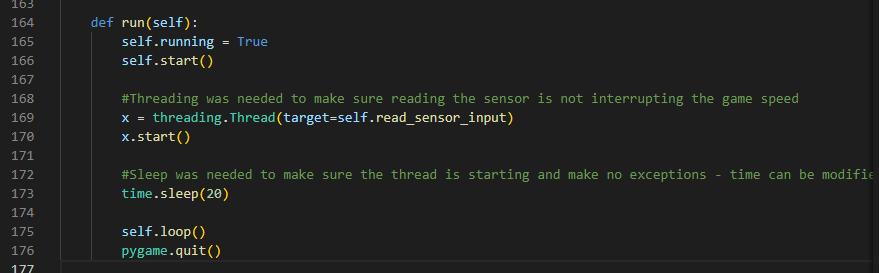 163
164 def run(self):
165 self.running = True
166 self.start()
167
168 #Threading was needed to make sure reading the sensor is not interrupting the game speed
169 x = threading.Thread(target=self.read_sensor_input)
170 x.start()
171
172 #Sleep was needed to make sure the thread is starting and make no exceptions - time can be modifie
173 time.sleep(20)
174
175 self.loop()
176 pygame.quit()
177